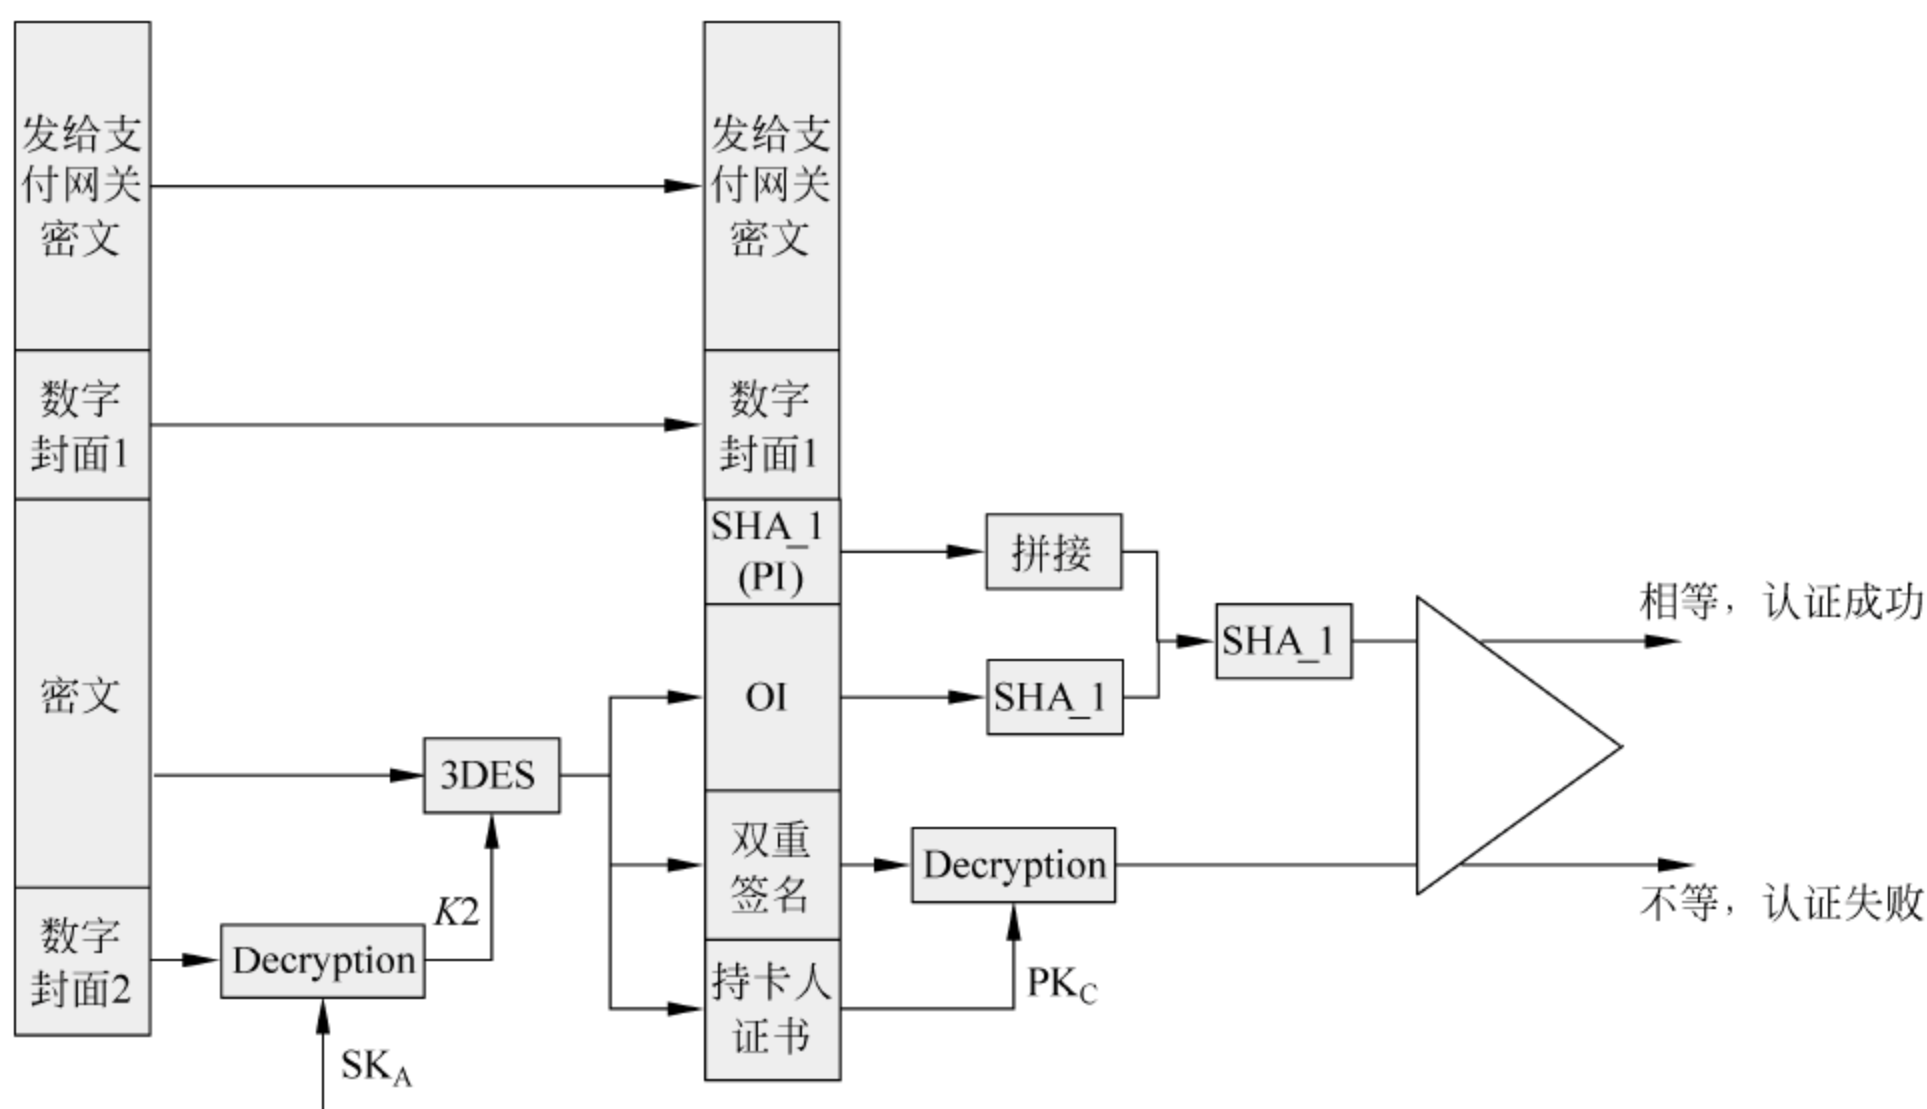 发给支
付网关
密文
数字
封面1
密文
数字
封面2
Decryption
SK_A
K2
3DES
发给支
付网关
密文
数字
封面1
SHA_1
(PI)
OI
双重
签名
持卡人
证书
拼接
SHA_1
Decryption
PK_C
SHA_1
相等，认证成功
不等，认证失败